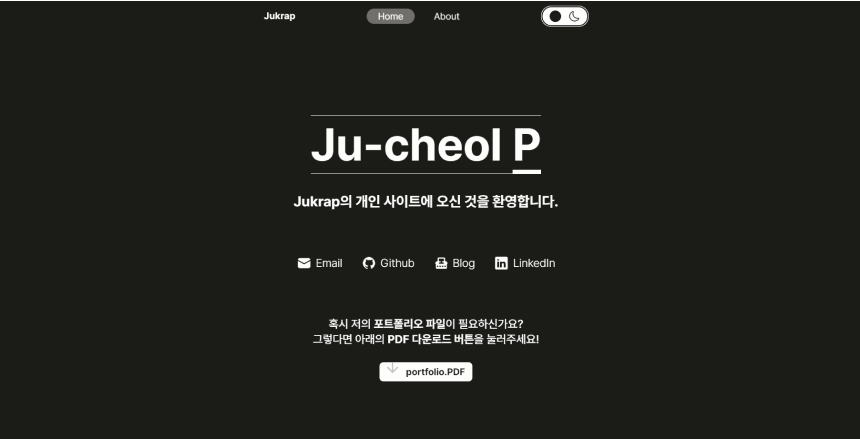 Jukrap
Home
About
Ju-cheol P
Jukrap의 개인 사이트에 오신 것을 환영합니다.
Email
Github
Blog
LinkedIn
혹시 저의 포트폴리오 파일이 필요하신가요?
그렇다면 아래의 PDF 다운로드 버튼을 눌러주세요!
portfolio.PDF